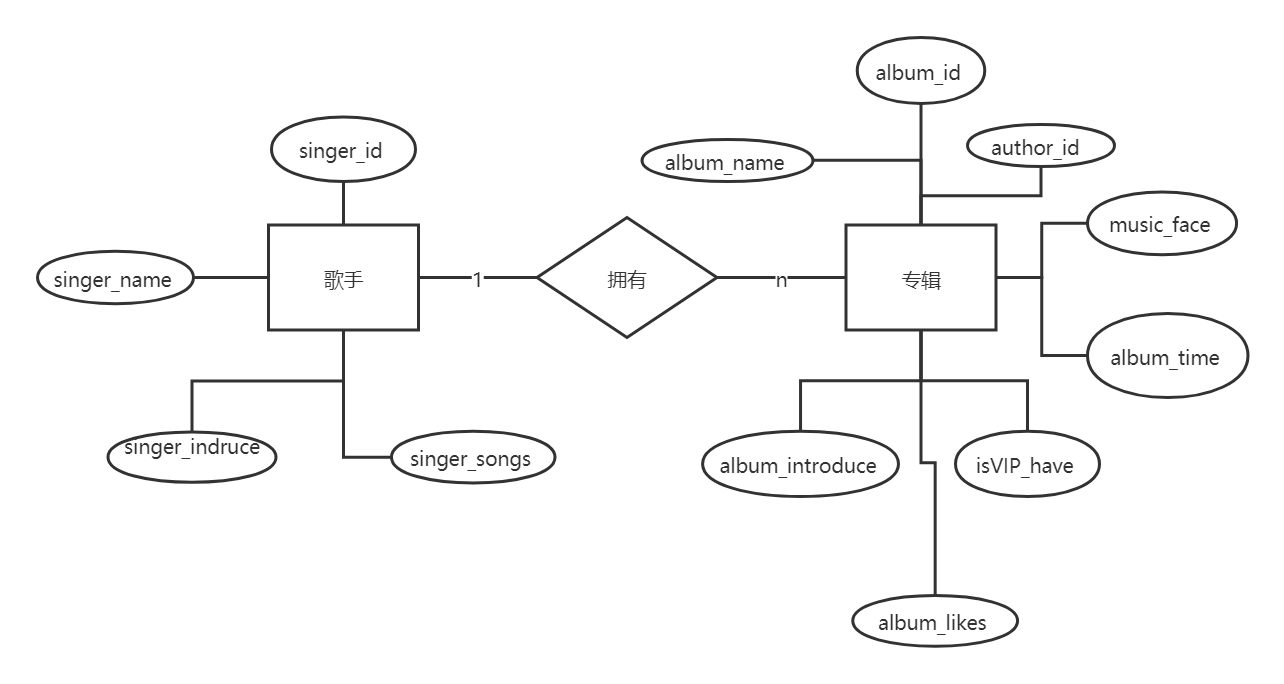 album_id
author_id
singer_id
album_name
music_face
singer_name
歌手
1
拥有
n
专辑
album_time
singer_indruce
singer_songs
album_introduce
isVIP_have
album_likes